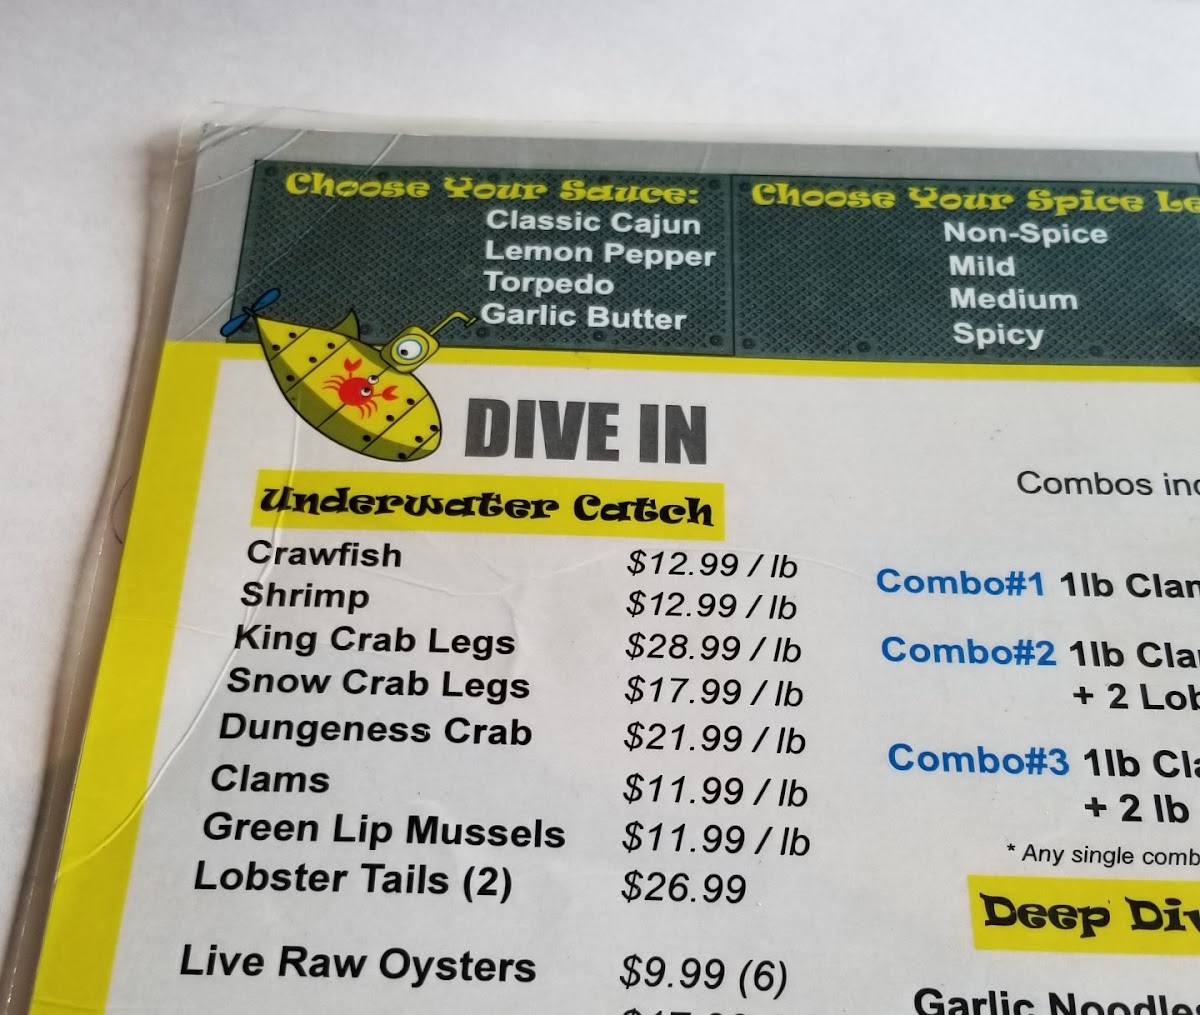 Choose Your Sauce:
Classic Cajun
Lemon Pepper
Torpedo
Garlic Butter
Choose Your Spice
Non-Spice
Mild
Medium
Spicy
DIVE IN
Underwater Catch
Crawfish $12.99 / lb
Shrimp $12.99 / lb
King Crab Legs $28.99 / lb
Snow Crab Legs $17.99 / lb
Dungeness Crab $21.99 / lb
Clams $11.99 / lb
Green Lip Mussels $11.99 / lb
Lobster Tails (2) $26.99
Live Raw Oysters $9.99 (6)
Combos
Combo#1 1lb
Combo#2 1lb
+ 2
Combo#3 1lb
+ 2 lb
* Any single
Deep
Garlic